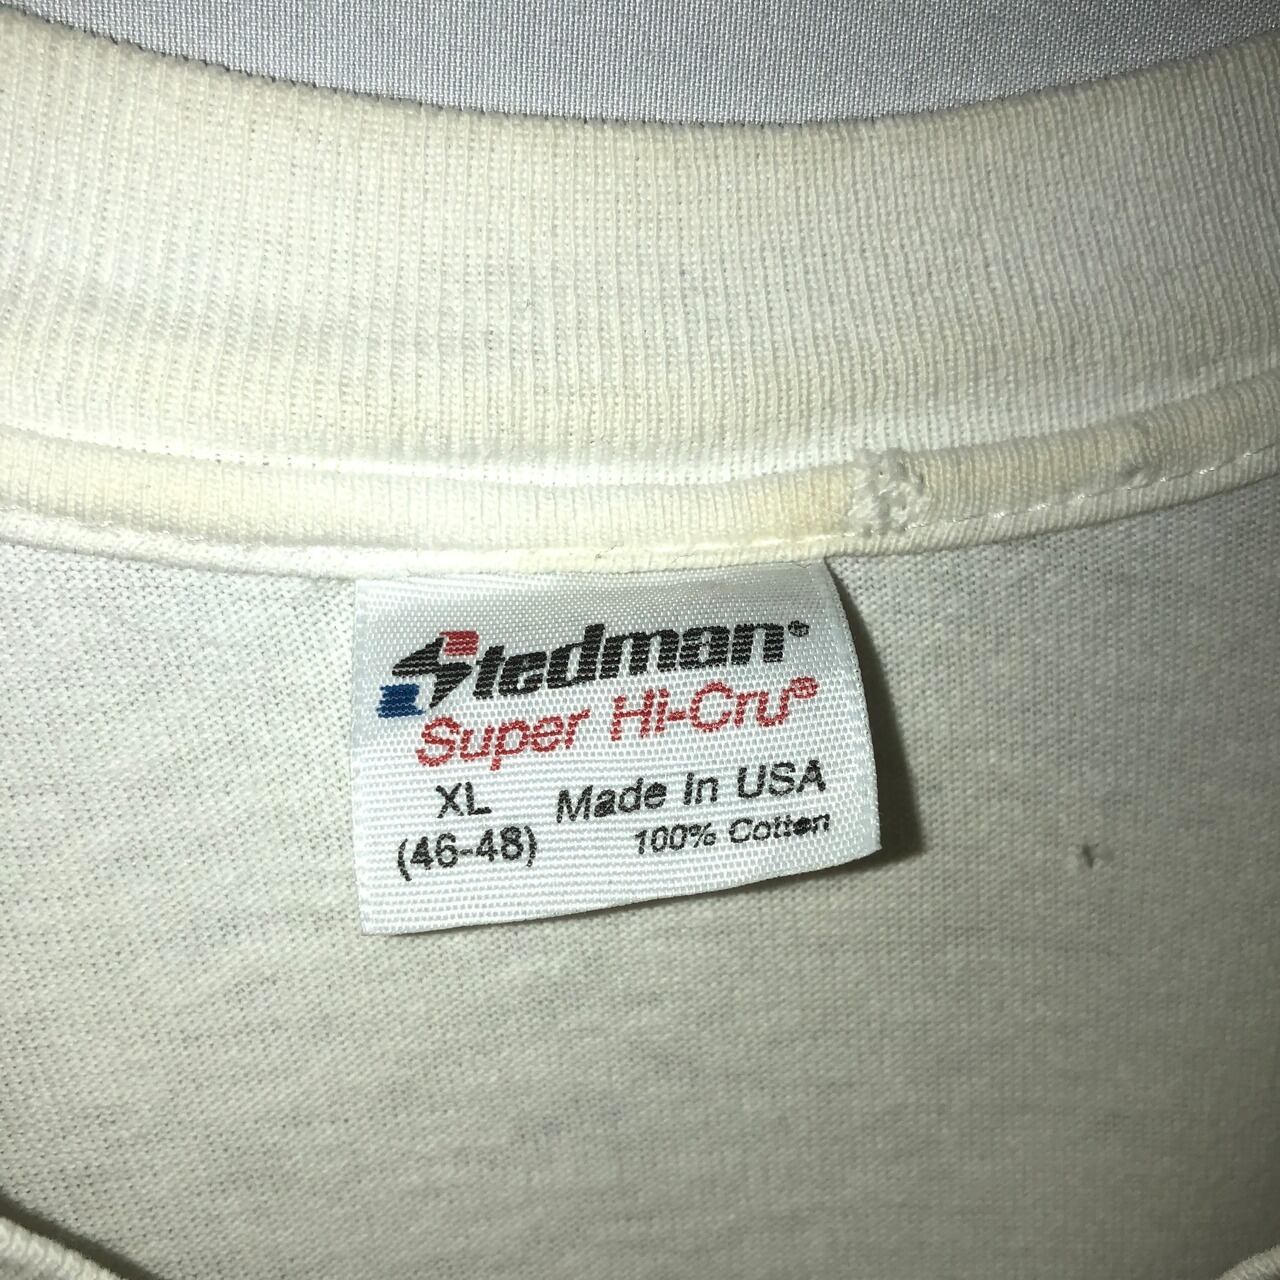 Stedman®
Super Hi-Cru®
XL Made In USA
(46-48) 100% Cotton